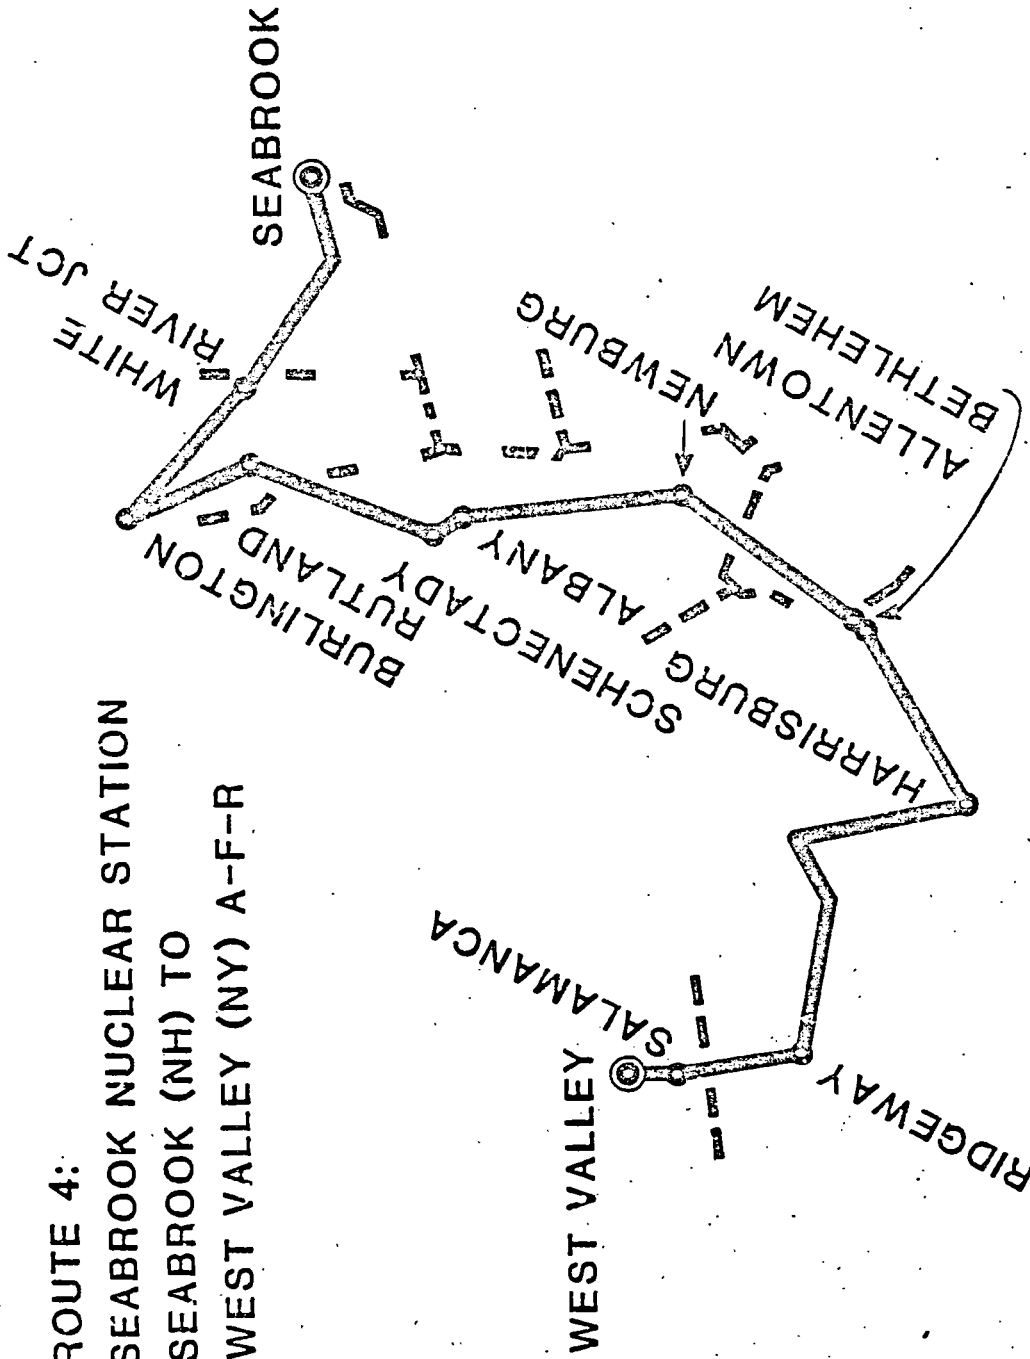 ROUTE 4:
SEABROOK NUCLEAR STATION
SEABROOK (NH) TO
WEST VALLEY (NY) A-F-R
SEABROOK
WHITE
RIVER JCT
BURLINGTON
RUTLAND
SCHENECTADY
ALBANY
NEWBURG
ALLENTOWN
BETHLEHEM
HARRISBURG
RIDGEWAY
SALAMANCA
WEST VALLEY